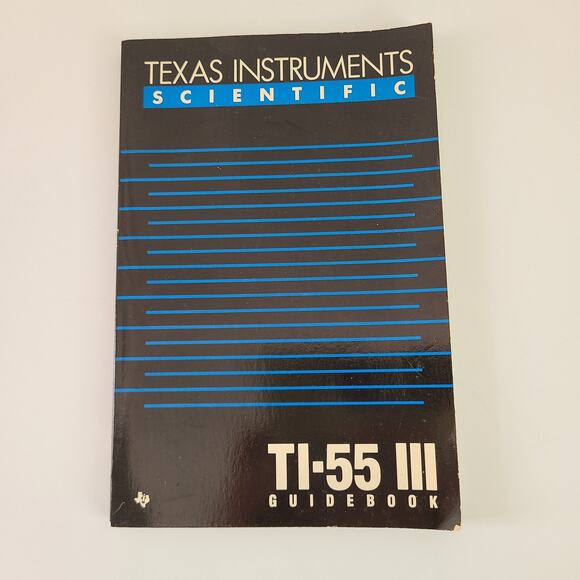 TEXAS INSTRUMENTS
SCIENTIFIC
TI-55 III
GUIDEBOOK